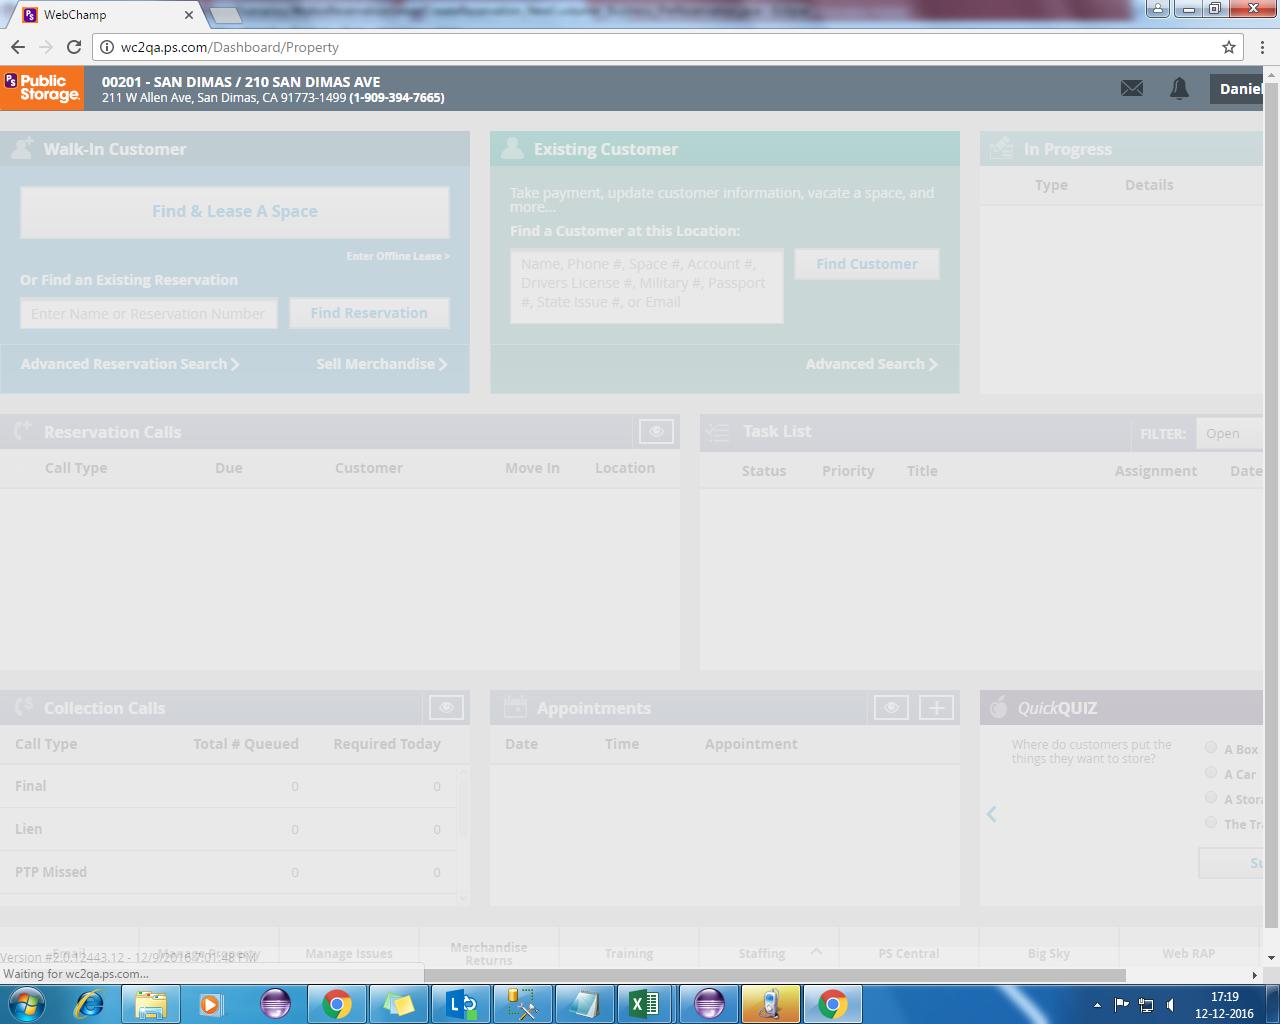 WebChamp
wc2qa.ps.com/Dashboard/Property
PS Public Storage.
00201 - SAN DIMAS / 210 SAN DIMAS AVE
211 W Allen Ave, San Dimas, CA 91773-1499 (1-909-394-7665)
Daniel
Walk-In Customer
Find & Lease A Space
Enter Offline Lease >
Or Find an Existing Reservation
Enter Name or Reservation Number
Find Reservation
Advanced Reservation Search
Sell Merchandise
Existing Customer
Take payment, update customer information, vacate a space, and
more...
Find a Customer at this Location:
Name, Phone #, Space #, Account #,
Drivers License #, Military #, Passport
#, State Issue #, or Email
Find Customer
Advanced Search
In Progress
Type Details
Reservation Calls
Call Type Due Customer Move In Location
Task List
FILTER: Open
Status Priority Title Assignment Date
Collection Calls
Call Type Total # Queued Required Today
Final 0 0
Lien 0 0
PTP Missed 0 0
Appointments
Date Time Appointment
QuickQUIZ
Where do customers put the
things they want to store?
A Box
A Car
A Stor
The Tr
Su
Email Manage Property Manage Issues Merchandise Returns Training Staffing PS Central Big Sky Web RAP
Version #2.0.12443.12 - 12/9/2016 7:01:48 PM
Waiting for wc2qa.ps.com...
17:19
12-12-2016